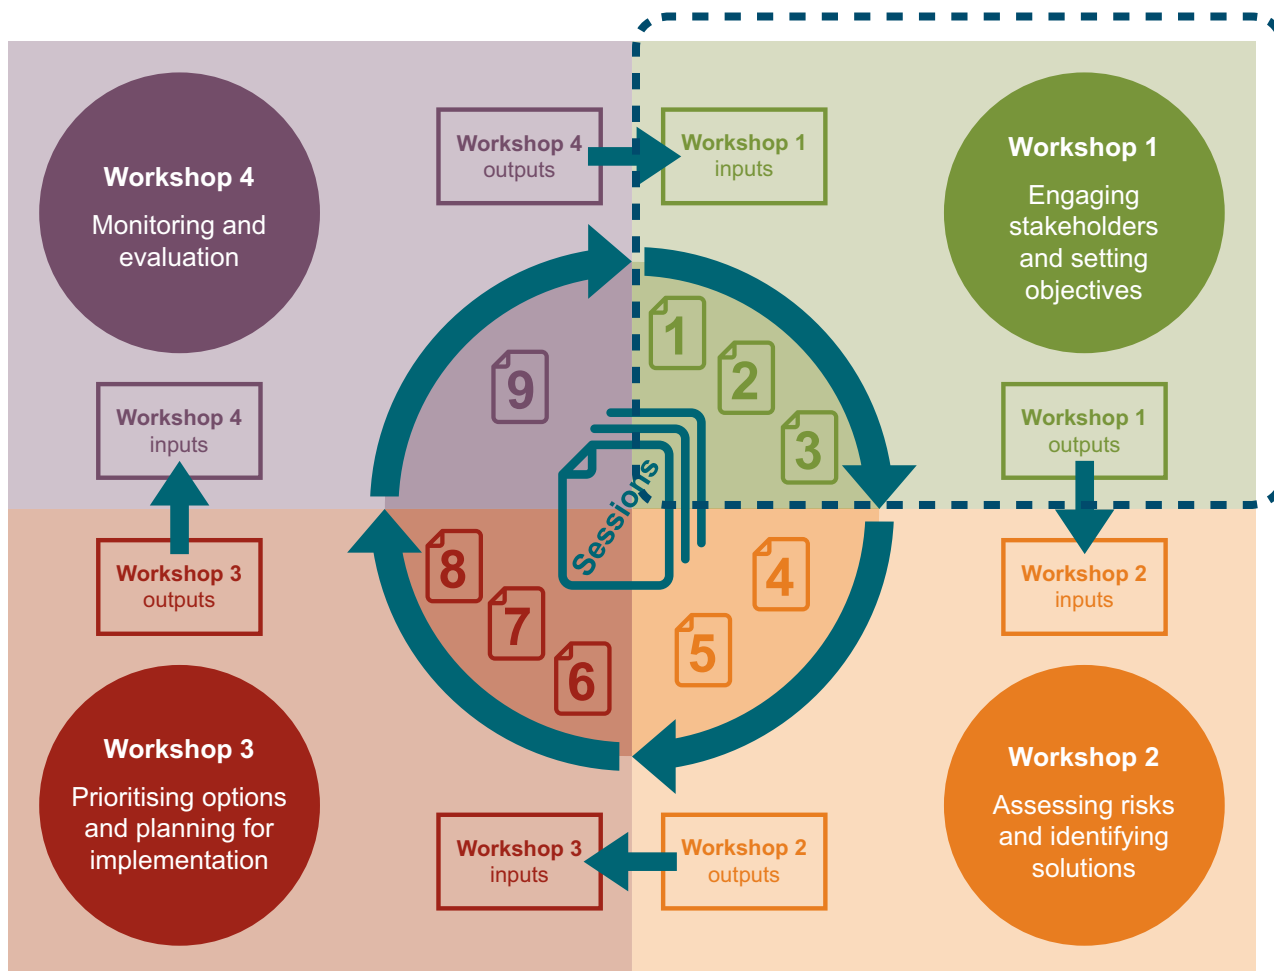 Workshop 4
Monitoring and
evaluation
Workshop 4
outputs
Workshop 1
inputs
Workshop 1
Engaging
stakeholders
and setting
objectives
1
2
3
9
Sessions
Workshop 4
inputs
Workshop 1
outputs
Workshop 3
outputs
Workshop 2
inputs
8
7
6
4
5
Workshop 3
Prioritising options
and planning for
implementation
Workshop 3
inputs
Workshop 2
outputs
Workshop 2
Assessing risks
and identifying
solutions